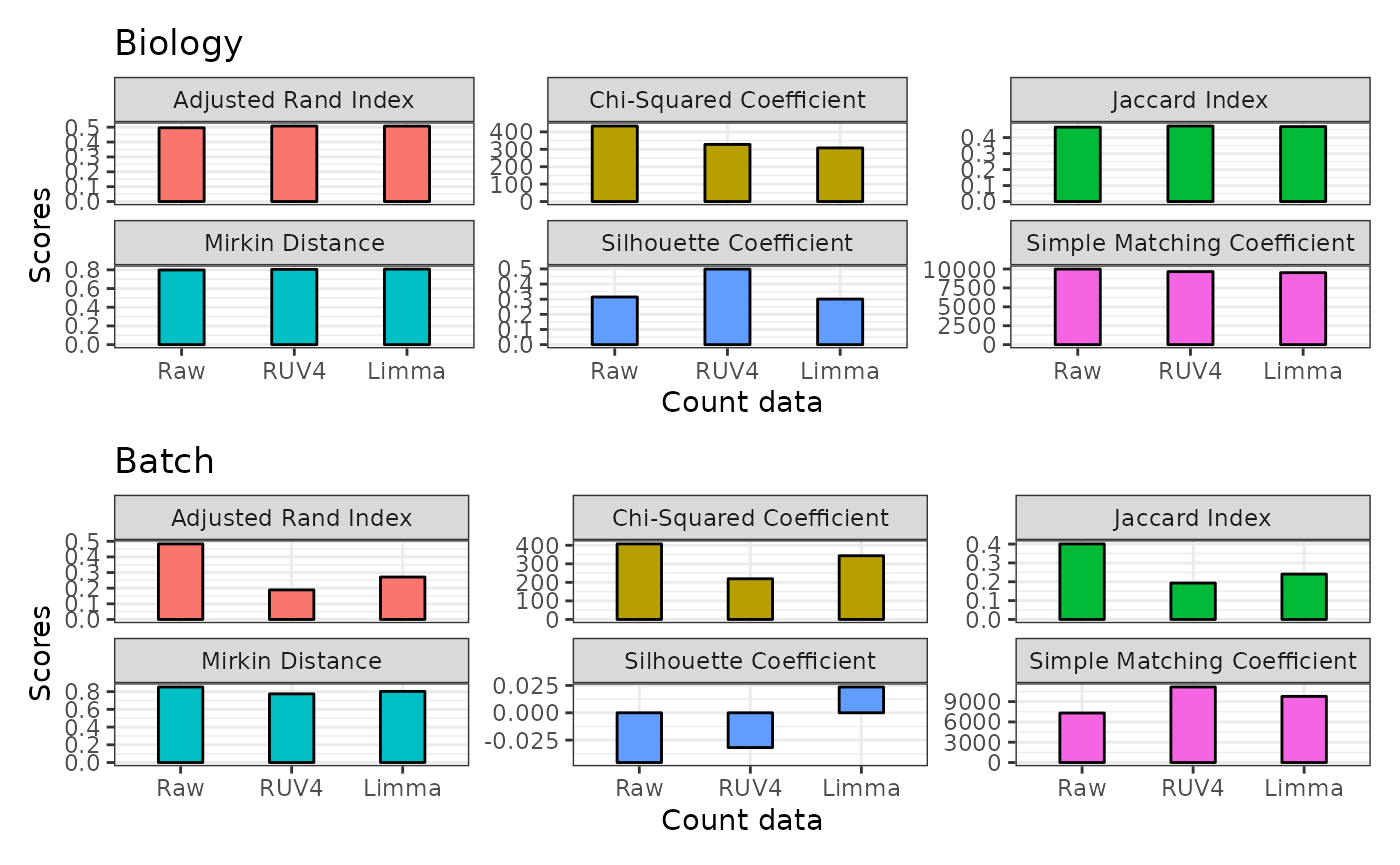 Biology
Adjusted Rand Index
Chi-Squared Coefficient
Jaccard Index
0.5
0.4
0.3
0.2
0.1
0.0
400
300
200
100
0
0.4
0.3
0.2
0.1
0.0
Scores
Mirkin Distance
Silhouette Coefficient
Simple Matching Coefficient
0.8
0.6
0.4
0.2
0.0
0.5
0.4
0.3
0.2
0.1
0.0
10000
7500
5000
2500
0
Raw RUV4 Limma
Raw RUV4 Limma
Raw RUV4 Limma
Count data
Batch
Adjusted Rand Index
Chi-Squared Coefficient
Jaccard Index
0.5
0.4
0.3
0.2
0.1
0.0
400
300
200
100
0
0.4
0.3
0.2
0.1
0.0
Scores
Mirkin Distance
Silhouette Coefficient
Simple Matching Coefficient
0.8
0.6
0.4
0.2
0.0
0.025
0.000
-0.025
9000
6000
3000
0
Raw RUV4 Limma
Raw RUV4 Limma
Raw RUV4 Limma
Count data